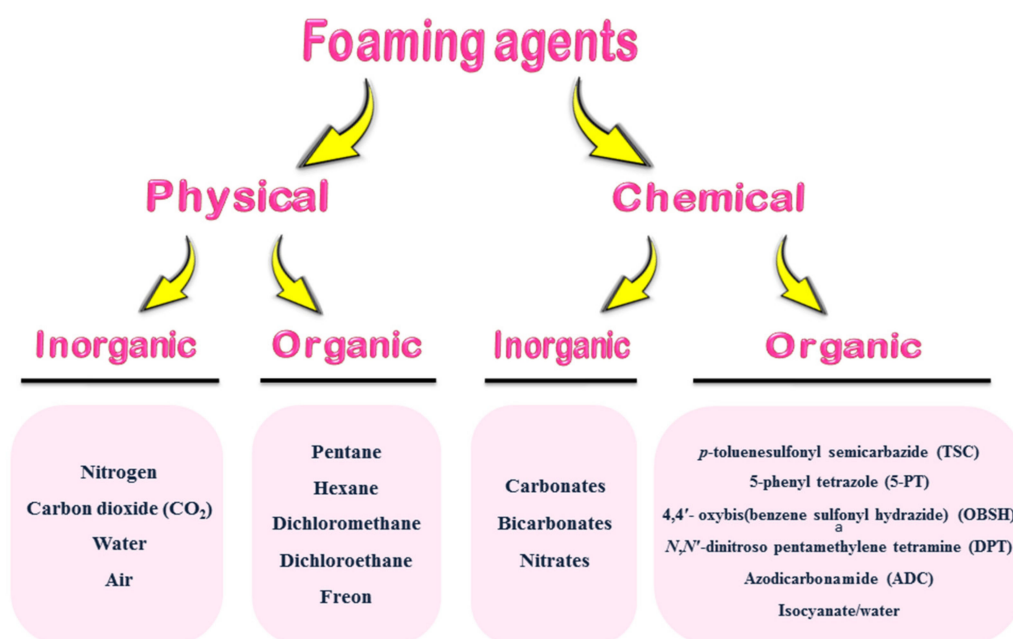 Foaming agents
Physical
Chemical
Inorganic
Organic
Inorganic
Organic
Nitrogen
Carbon dioxide (CO₂)
Water
Air
Pentane
Hexane
Dichloromethane
Dichloroethane
Freon
Carbonates
Bicarbonates
Nitrates
p-toluenesulfonyl semicarbazide (TSC)
5-phenyl tetrazole (5-PT)
4,4′- oxybis(benzene sulfonyl hydrazide) (OBSH)
a
N,N′-dinitroso pentamethylene tetramine (DPT)
Azodicarbonamide (ADC)
Isocyanate/water